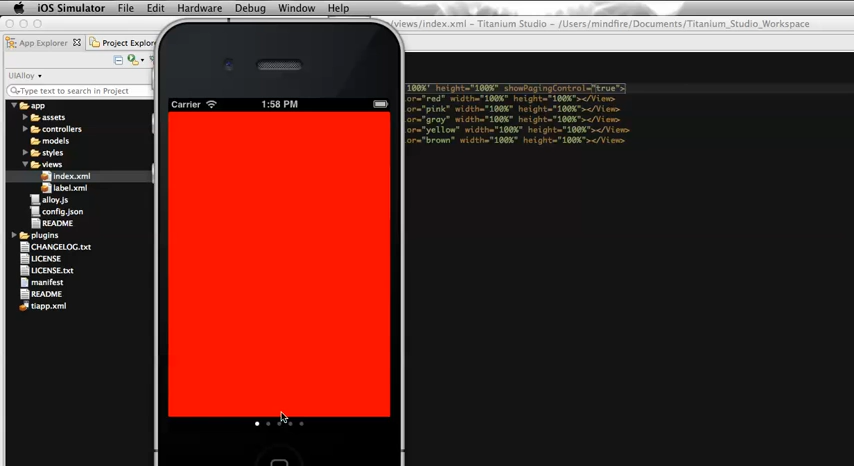 iOS Simulator File Edit Hardware Debug Window Help
/views/index.xml – Titanium Studio – /Users/mindfire/Documents/Titanium_Studio_Workspace
App Explorer Project Explor
UIAlloy
Type text to search in Project
app
assets
controllers
models
styles
views
index.xml
label.xml
alloy.js
config.json
README
plugins
CHANGELOG.txt
LICENSE
LICENSE.txt
manifest
README
tiapp.xml
Carrier 1:58 PM
100%' height="100%" showPagingControl="true">
or="red" width="100%" height="100%"></View>
or="pink" width="100%" height="100%"></View>
or="gray" width="100%" height="100%"></View>
or="yellow" width="100%" height="100%"></View>
or="brown" width="100%" height="100%"></View>